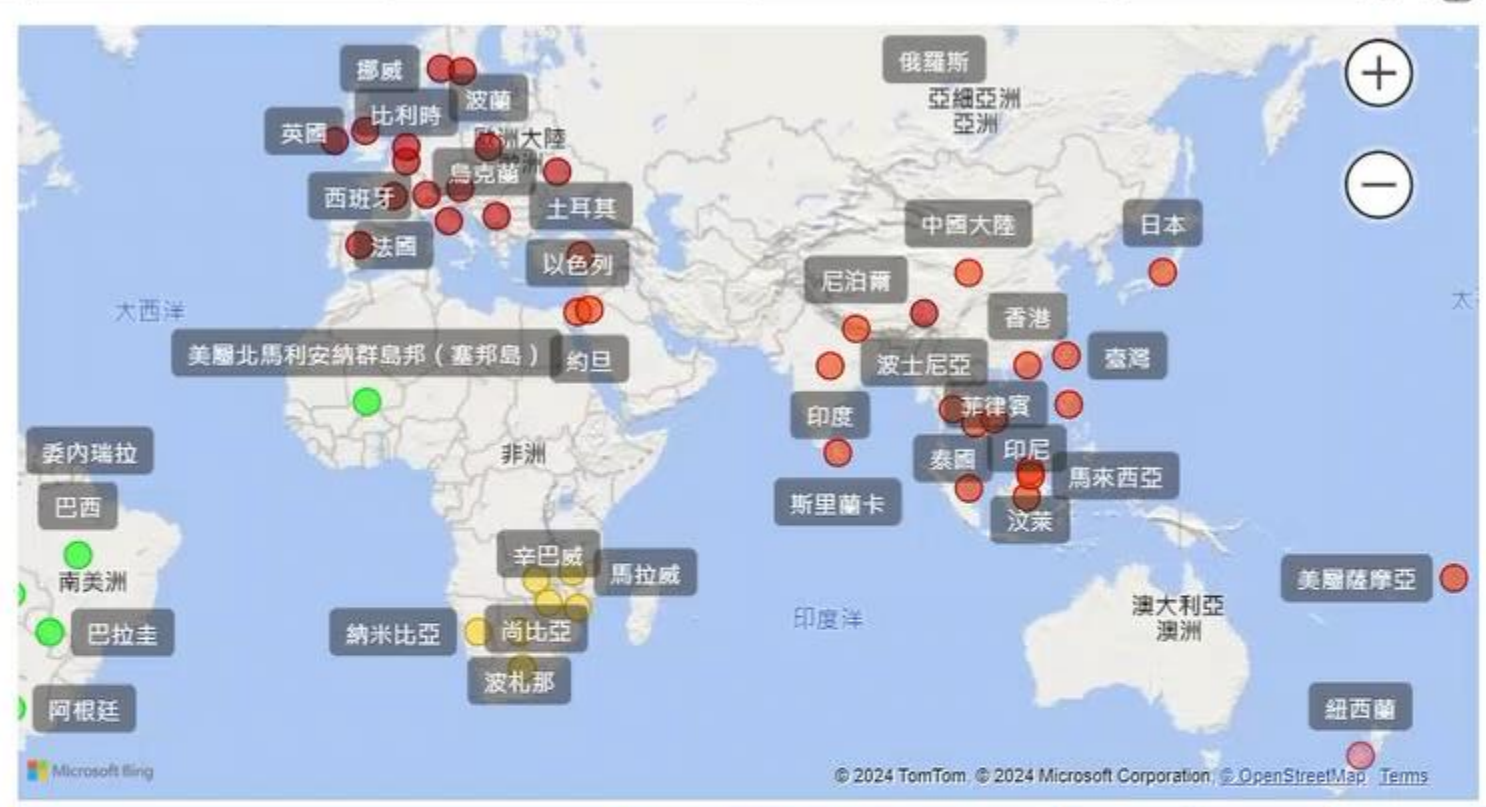 挪威
俄羅斯
亞細亞洲
亞洲
波蘭
比利時
英國
歐洲大陸
歐洲
烏克蘭
西班牙
土耳其
中國大陸
日本
法國
以色列
尼泊爾
大西洋
香港
美屬北馬利安納群島邦（塞邦島）
約旦
波士尼亞
臺灣
菲律賓
印度
委內瑞拉
非洲
泰國
印尼
馬來西亞
巴西
斯里蘭卡
汶萊
辛巴威
馬拉威
南美洲
美屬薩摩亞
澳大利亞
澳洲
印度洋
巴拉圭
納米比亞
尚比亞
波札那
阿根廷
紐西蘭
Microsoft Bing
© 2024 TomTom, © 2024 Microsoft Corporation, © OpenStreetMap Terms